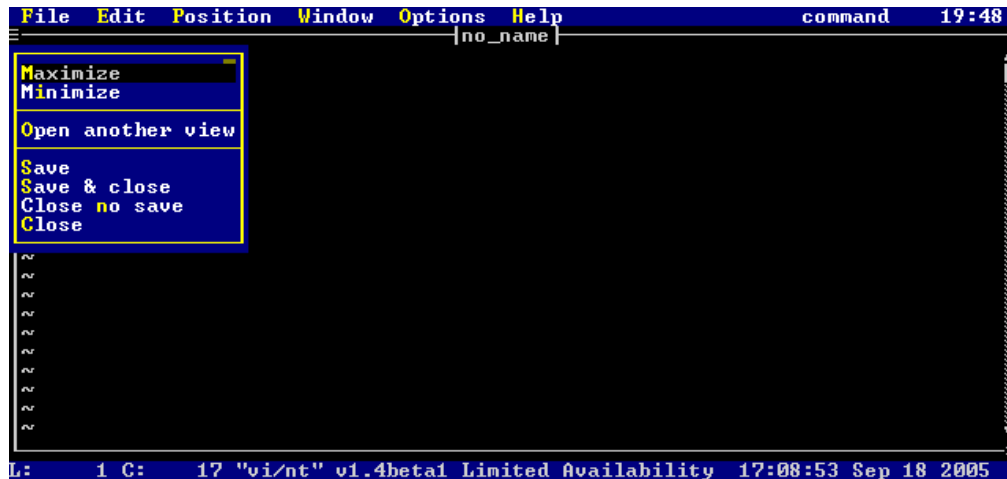 File Edit Position Window Options Help command 19:48
no_name
Maximize
Minimize
Open another view
Save
Save & close
Close no save
Close
~
~
~
~
~
~
~
~
~
~
L: 1 C: 17 "vi/nt" v1.4beta1 Limited Availability 17:08:53 Sep 18 2005